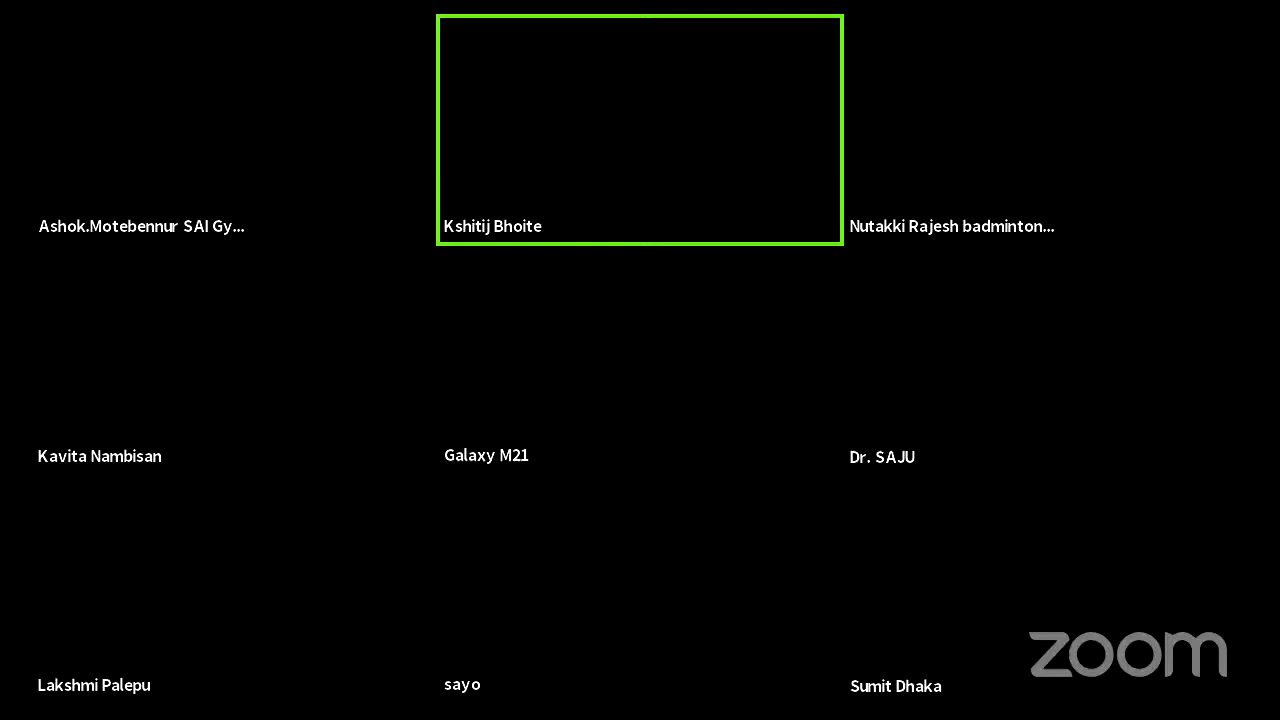 Ashok.Motebennur SAI Gy...
Kshitij Bhoite
Nutakki Rajesh badminton...
Kavita Nambisan
Galaxy M21
Dr. SAJU
Lakshmi Palepu
sayo
Sumit Dhaka
zoom